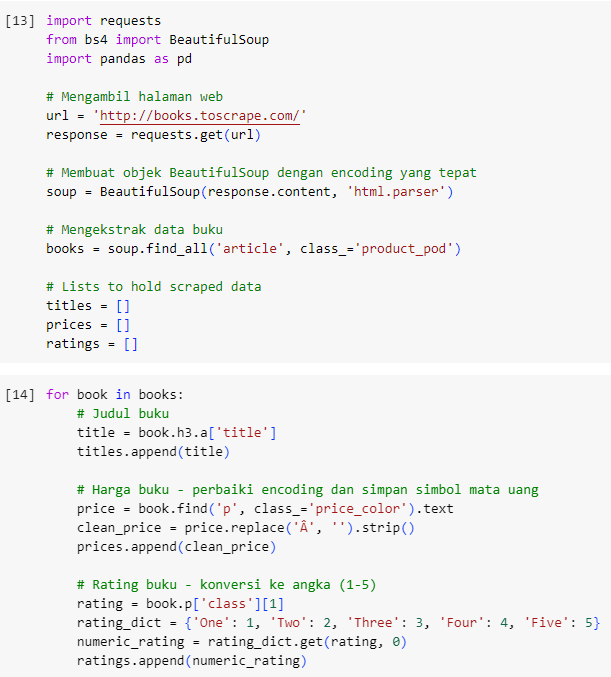 [13] import requests
from bs4 import BeautifulSoup
import pandas as pd
# Mengambil halaman web
url = 'http://books.toscrape.com/'
response = requests.get(url)
# Membuat objek BeautifulSoup dengan encoding yang tepat
soup = BeautifulSoup(response.content, 'html.parser')
# Mengekstrak data buku
books = soup.find_all('article', class_='product_pod')
# Lists to hold scraped data
titles = []
prices = []
ratings = []
[14] for book in books:
# Judul buku
title = book.h3.a['title']
titles.append(title)
# Harga buku - perbaiki encoding dan simpan simbol mata uang
price = book.find('p', class_='price_color').text
clean_price = price.replace('Â', '').strip()
prices.append(clean_price)
# Rating buku - konversi ke angka (1-5)
rating = book.p['class'][1]
rating_dict = {'One': 1, 'Two': 2, 'Three': 3, 'Four': 4, 'Five': 5}
numeric_rating = rating_dict.get(rating, 0)
ratings.append(numeric_rating)